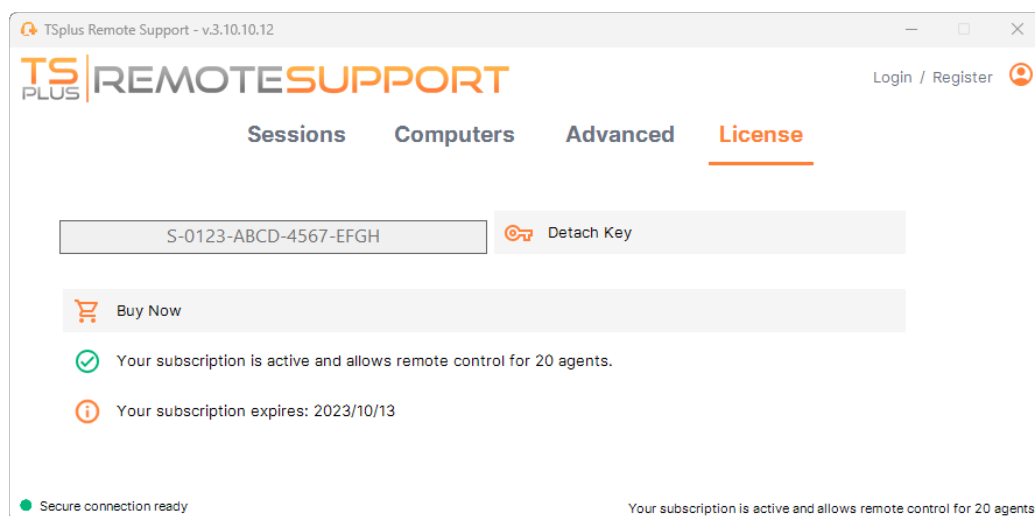 TSplus Remote Support - v.3.10.10.12
TS PLUS REMOTESUPPORT
Login / Register
Sessions Computers Advanced License
S-0123-ABCD-4567-EFGH
Detach Key
Buy Now
Your subscription is active and allows remote control for 20 agents.
Your subscription expires: 2023/10/13
Secure connection ready
Your subscription is active and allows remote control for 20 agents